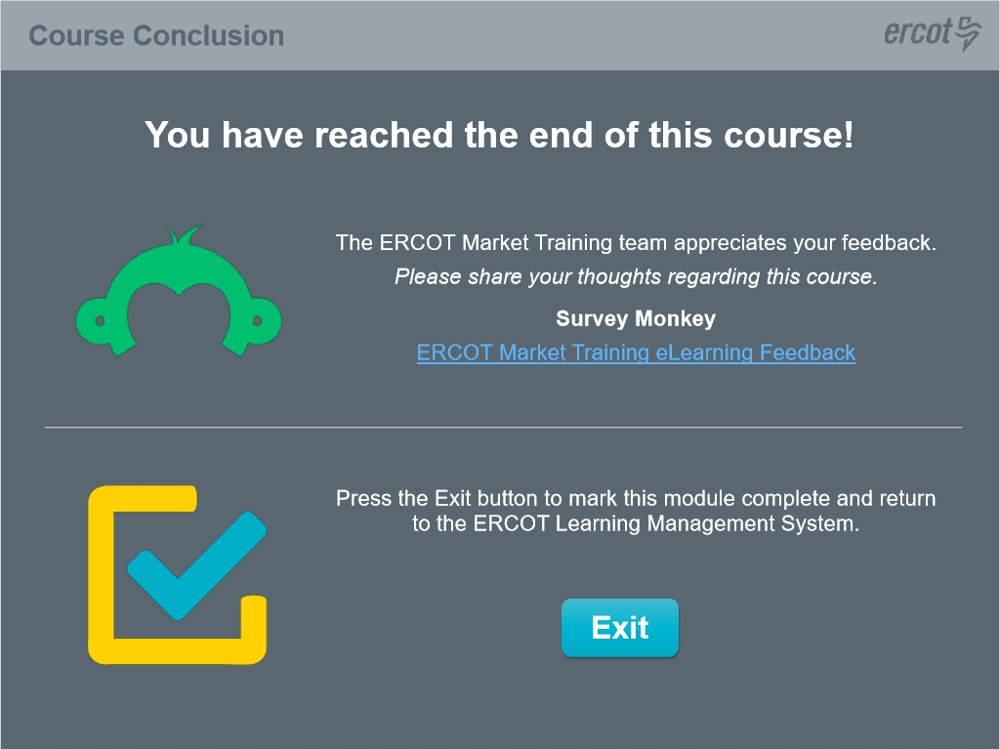 Course Conclusion
ercot
You have reached the end of this course!
The ERCOT Market Training team appreciates your feedback.
Please share your thoughts regarding this course.
Survey Monkey
ERCOT Market Training eLearning Feedback
Press the Exit button to mark this module complete and return
to the ERCOT Learning Management System.
Exit